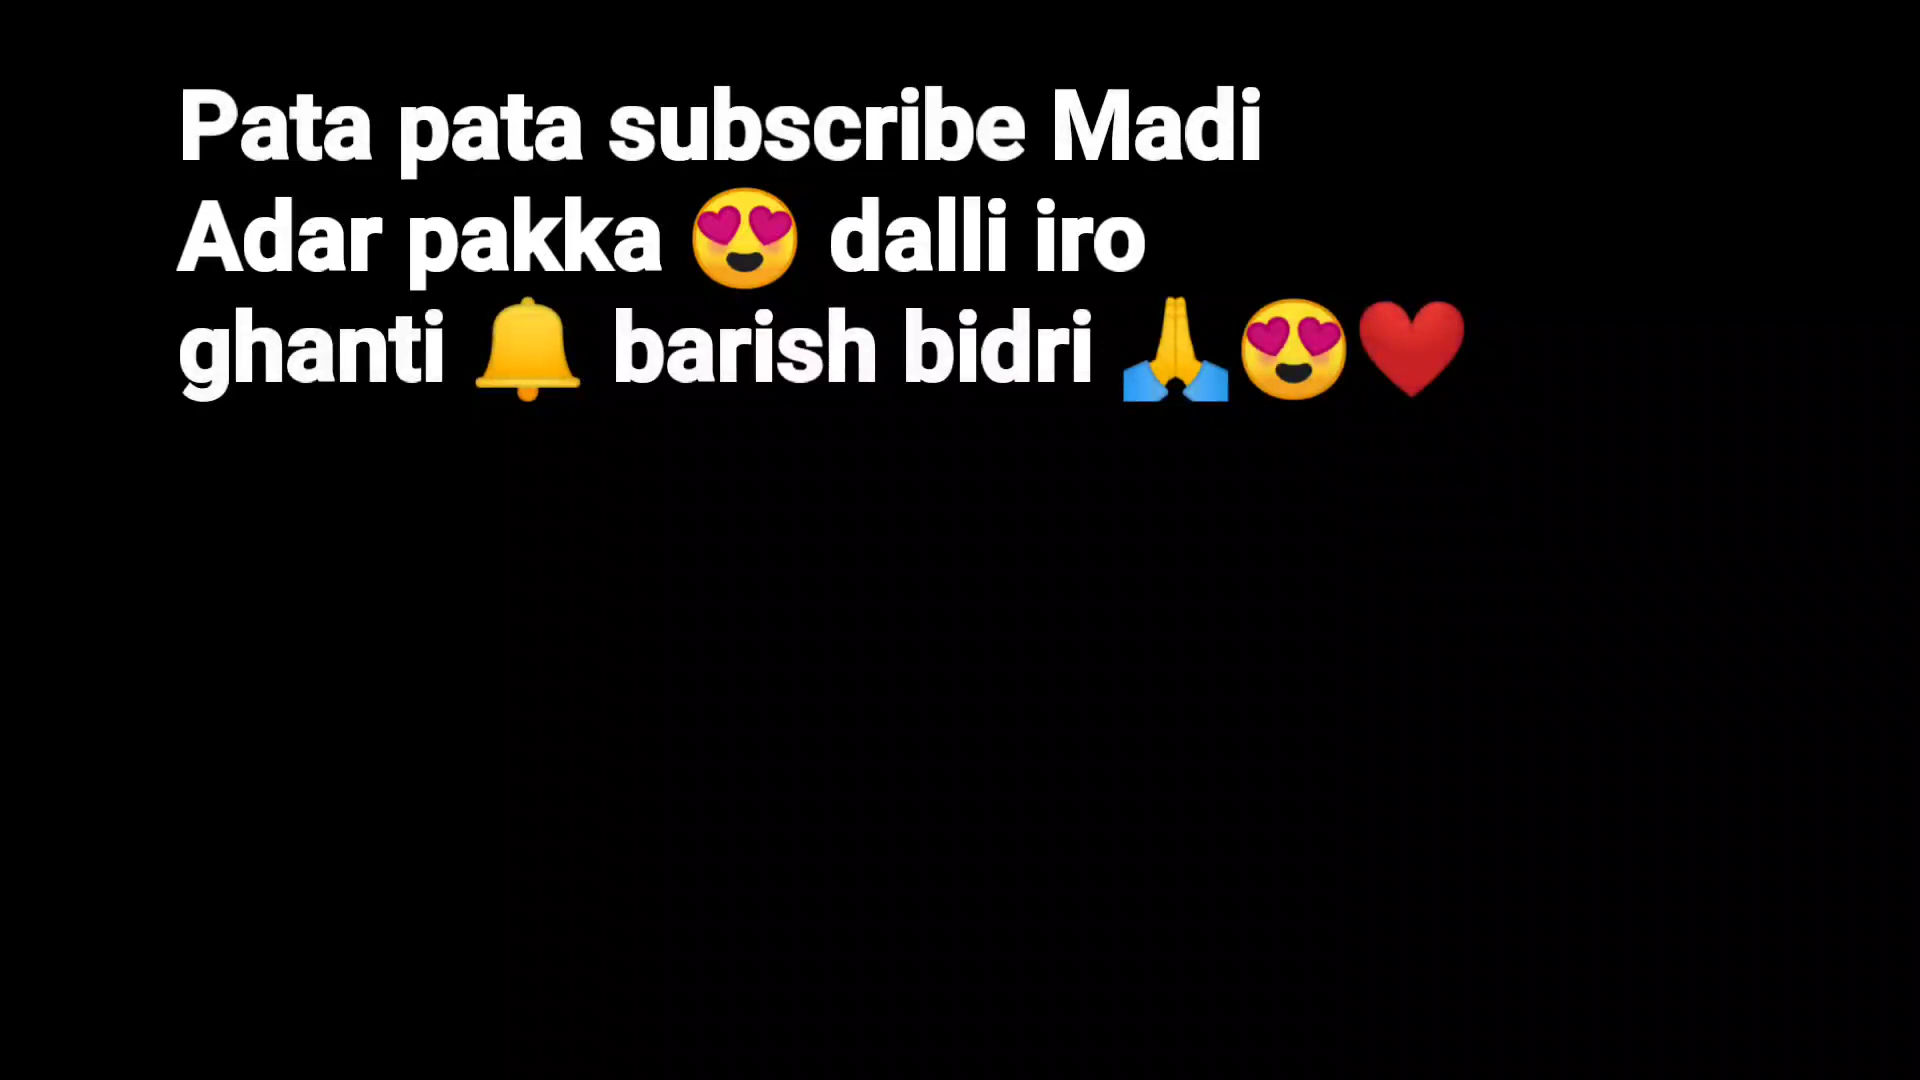 Pata pata subscribe Madi
Adar pakka 😍 dalli iro
ghanti 🔔 barish bidri 🙏😍❤️